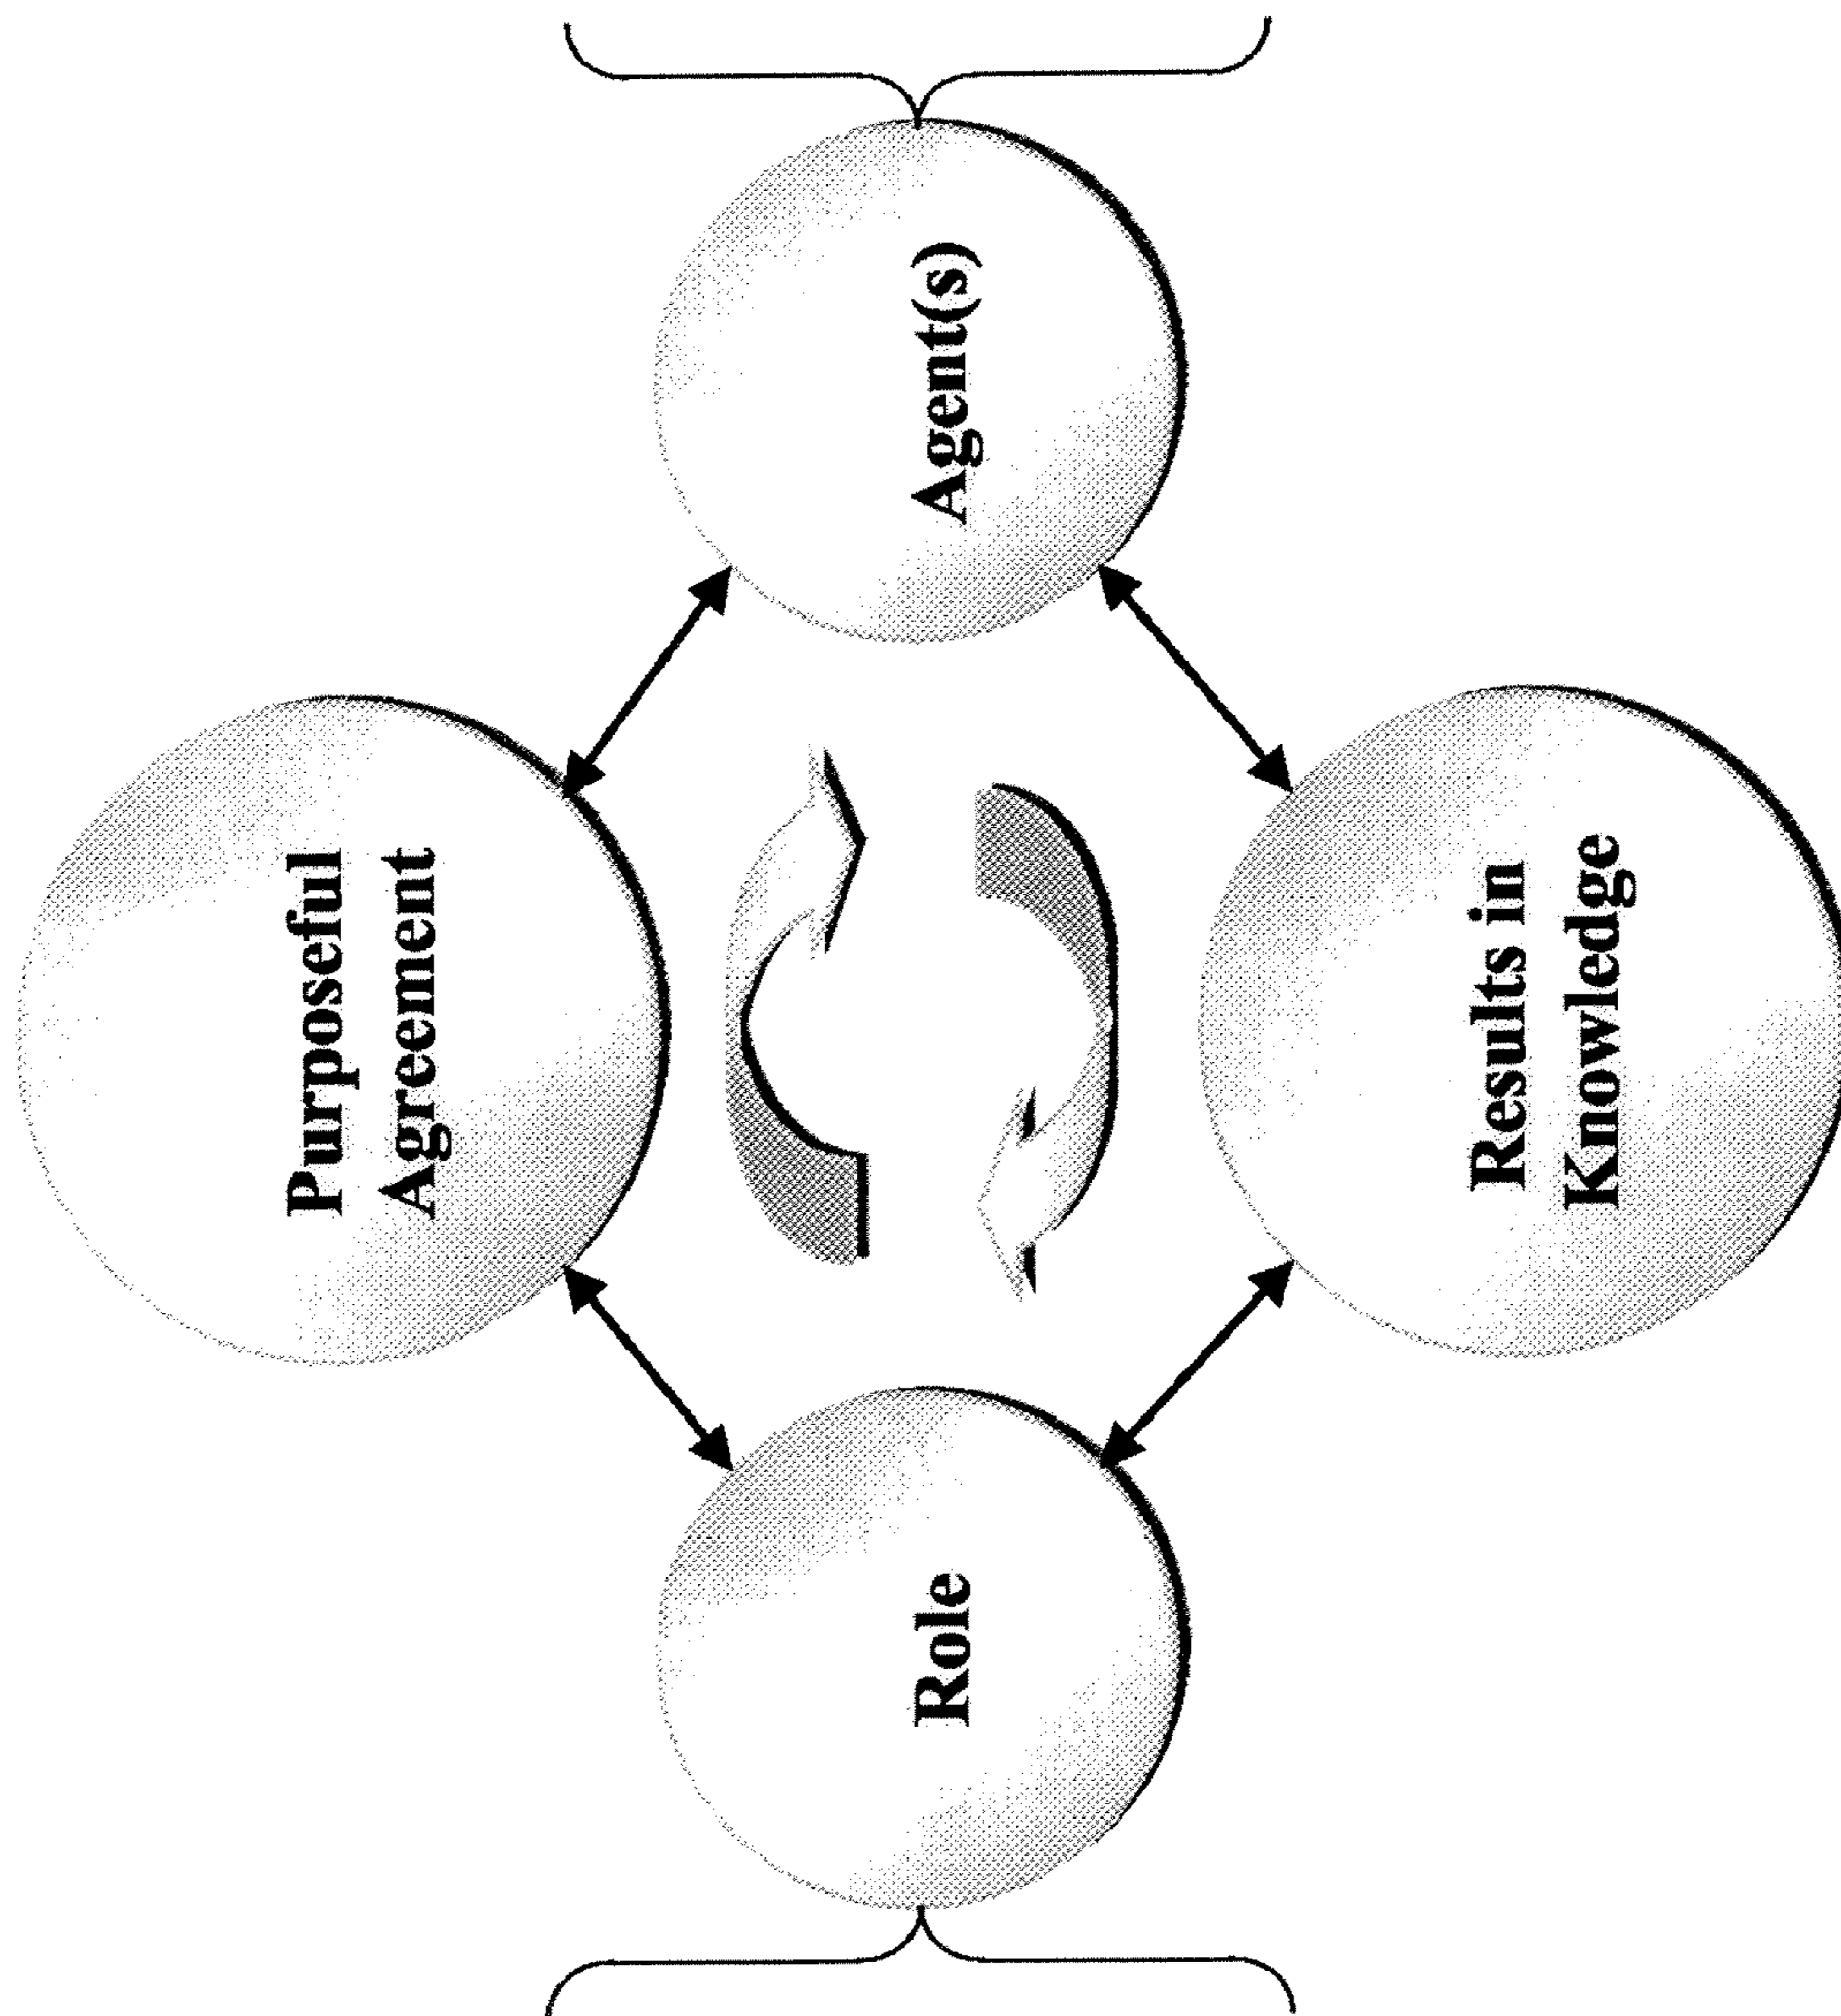 Purposeful
Agreement
Role
Agent(s)
Results in
Knowledge